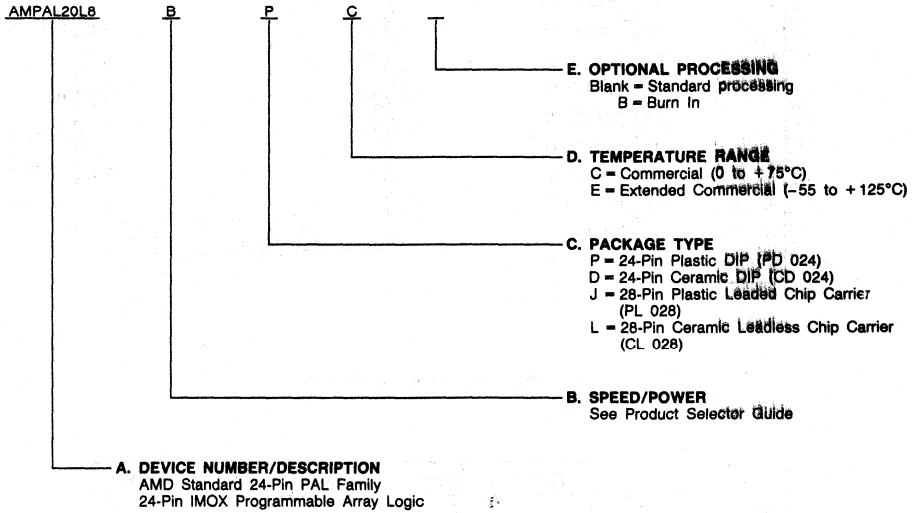 AMPAL20L8 B P C
E. OPTIONAL PROCESSING
Blank = Standard processing
B = Burn In
D. TEMPERATURE RANGE
C = Commercial (0 to +75°C)
E = Extended Commercial (-55 to +125°C)
C. PACKAGE TYPE
P = 24-Pin Plastic DIP (PD 024)
D = 24-Pin Ceramic DIP (CD 024)
J = 28-Pin Plastic Leaded Chip Carrier
(PL 028)
L = 28-Pin Ceramic Leadless Chip Carrier
(CL 028)
B. SPEED/POWER
See Product Selector Guide
A. DEVICE NUMBER/DESCRIPTION
AMD Standard 24-Pin PAL Family
24-Pin IMOX Programmable Array Logic